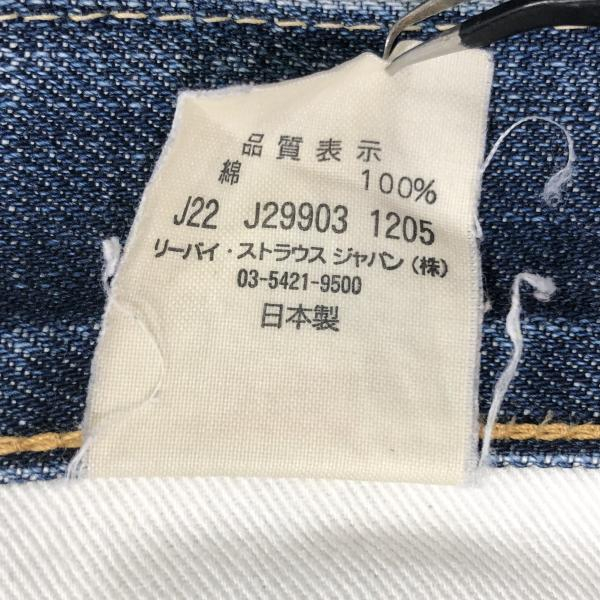 品質表示
綿 100%
J22 J29903 1205
リーバイ・ストラウス ジャパン(株)
03-5421-9500
日本製